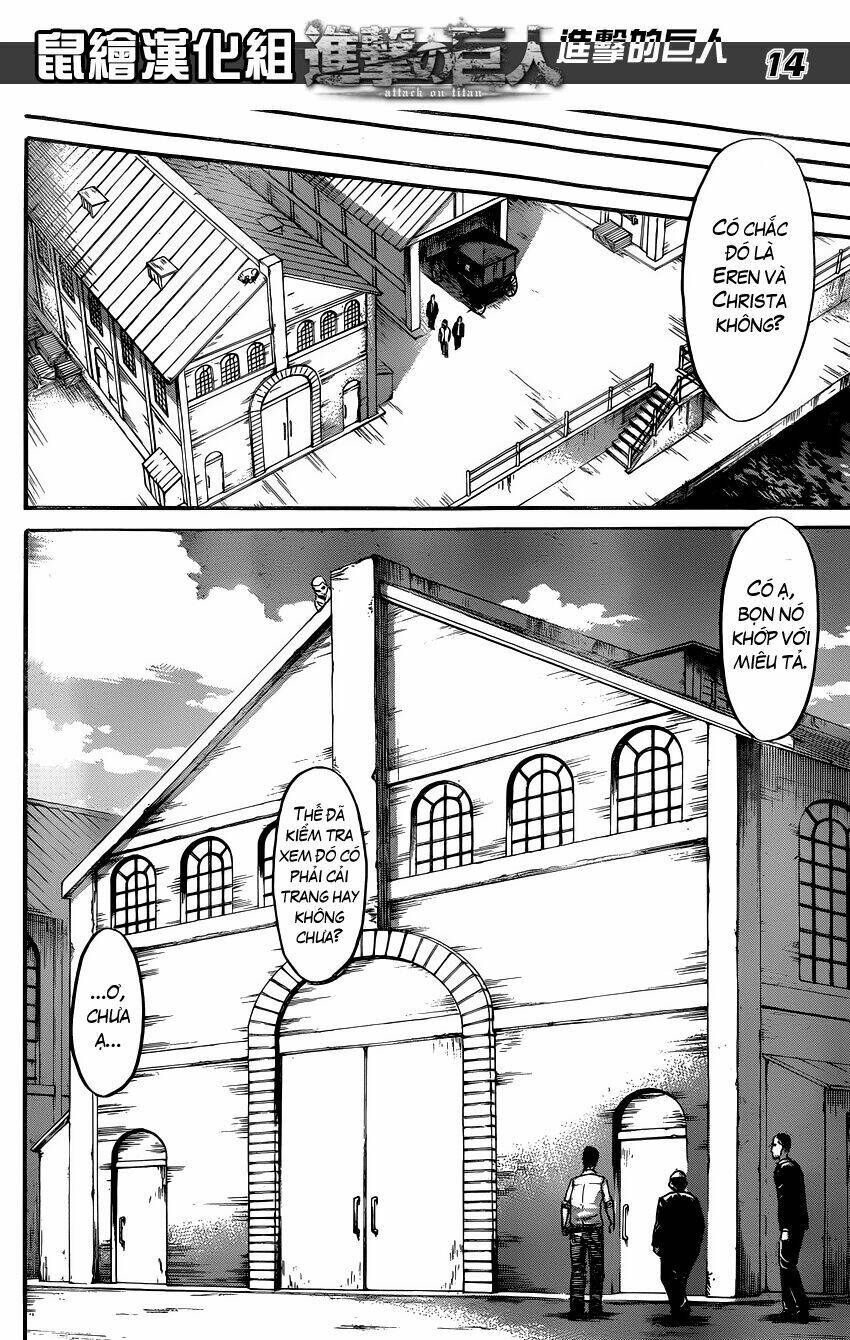 鼠繪漢化組 進撃の巨人 進擊的巨人 14
attack on titan
CÓ CHẮC
ĐÓ LÀ
EREN VÀ
CHRISTA
KHÔNG?
CÓ Ạ,
BỌN NÓ
KHỚP VỚI
MIÊU TẢ.
THẾ ĐÃ
KIỂM TRA
XEM ĐÓ CÓ
PHẢI CẢI
TRANG HAY
KHÔNG
CHƯA?
...Ơ,
CHƯA
Ạ...